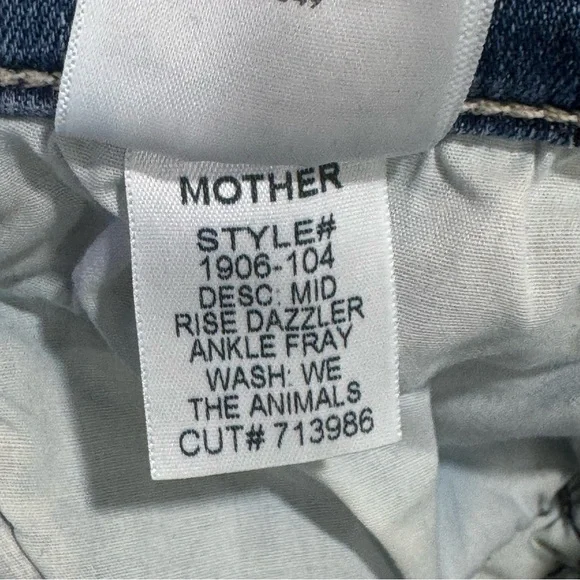 MOTHER
STYLE#
1906-104
DESC: MID
RISE DAZZLER
ANKLE FRAY
WASH: WE
THE ANIMALS
CUT# 713986